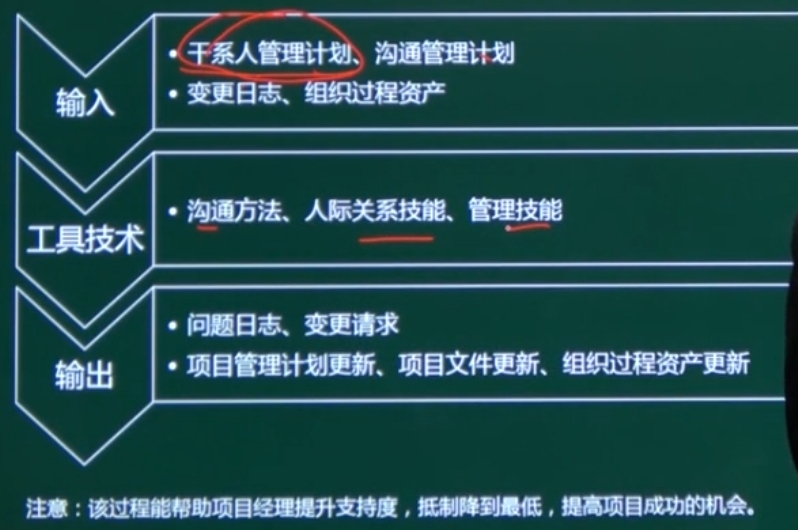 输入
• 干系人管理计划、沟通管理计划
• 变更日志、组织过程资产
工具技术
• 沟通方法、人际关系技能、管理技能
输出
• 问题日志、变更请求
• 项目管理计划更新、项目文件更新、组织过程资产更新
注意：该过程能帮助项目经理提升支持度，抵制降到最低，提高项目成功的机会。